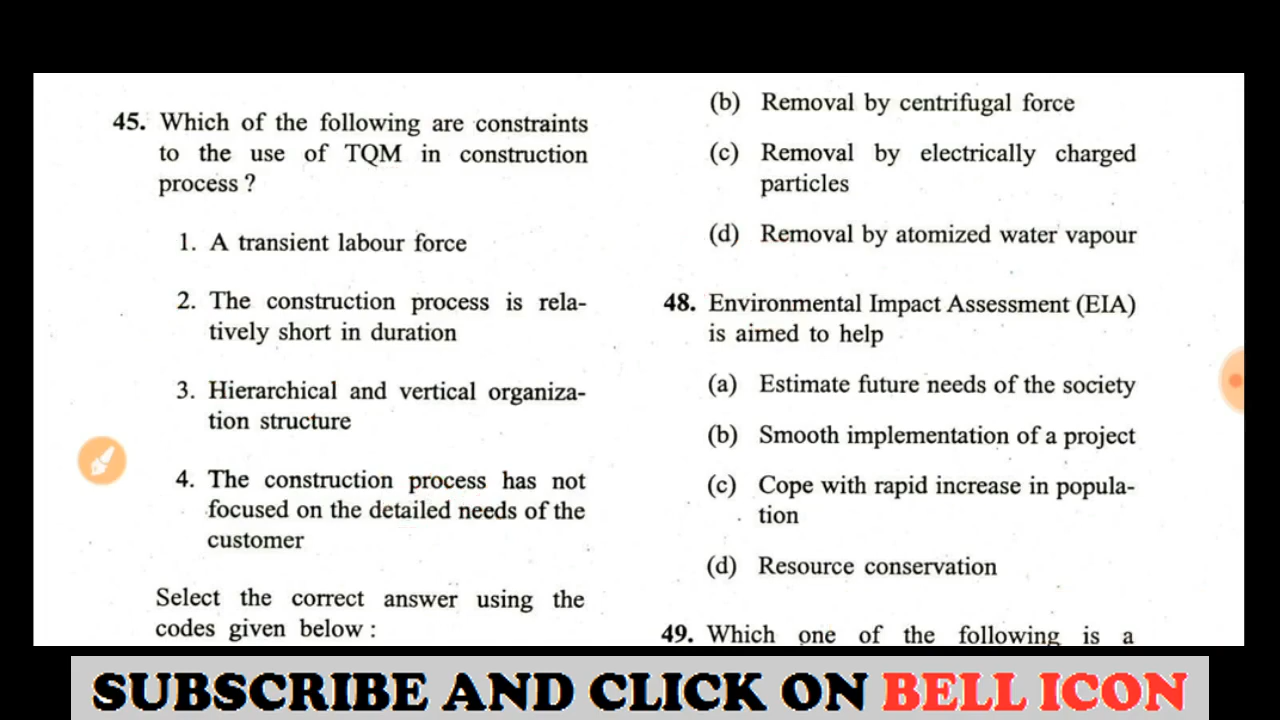 45. Which of the following are constraints
to the use of TQM in construction
process ?
1. A transient labour force
2. The construction process is rela-
tively short in duration
3. Hierarchical and vertical organiza-
tion structure
4. The construction process has not
focused on the detailed needs of the
customer
Select the correct answer using the
codes given below :
(b) Removal by centrifugal force
(c) Removal by electrically charged
particles
(d) Removal by atomized water vapour
48. Environmental Impact Assessment (EIA)
is aimed to help
(a) Estimate future needs of the society
(b) Smooth implementation of a project
(c) Cope with rapid increase in popula-
tion
(d) Resource conservation
49. Which one of the following is a
SUBSCRIBE AND CLICK ON BELL ICON